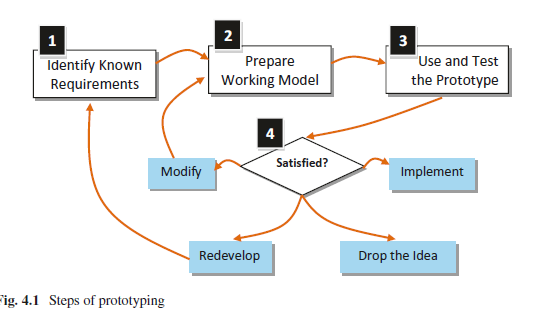 1
Identify Known
Requirements
2
Prepare
Working Model
3
Use and Test
the Prototype
4
Satisfied?
Modify
Implement
Redevelop
Drop the Idea
Fig. 4.1 Steps of prototyping